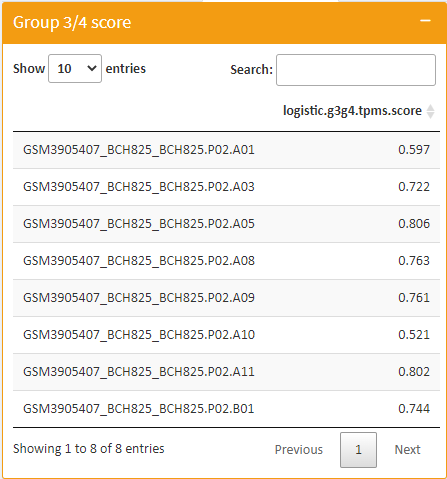 Group 3/4 score −
Show 10 entries Search:
logistic.g3g4.tpms.score
GSM3905407_BCH825_BCH825.P02.A01 0.597
GSM3905407_BCH825_BCH825.P02.A03 0.722
GSM3905407_BCH825_BCH825.P02.A05 0.806
GSM3905407_BCH825_BCH825.P02.A08 0.763
GSM3905407_BCH825_BCH825.P02.A09 0.761
GSM3905407_BCH825_BCH825.P02.A10 0.521
GSM3905407_BCH825_BCH825.P02.A11 0.802
GSM3905407_BCH825_BCH825.P02.B01 0.744
Showing 1 to 8 of 8 entries Previous 1 Next